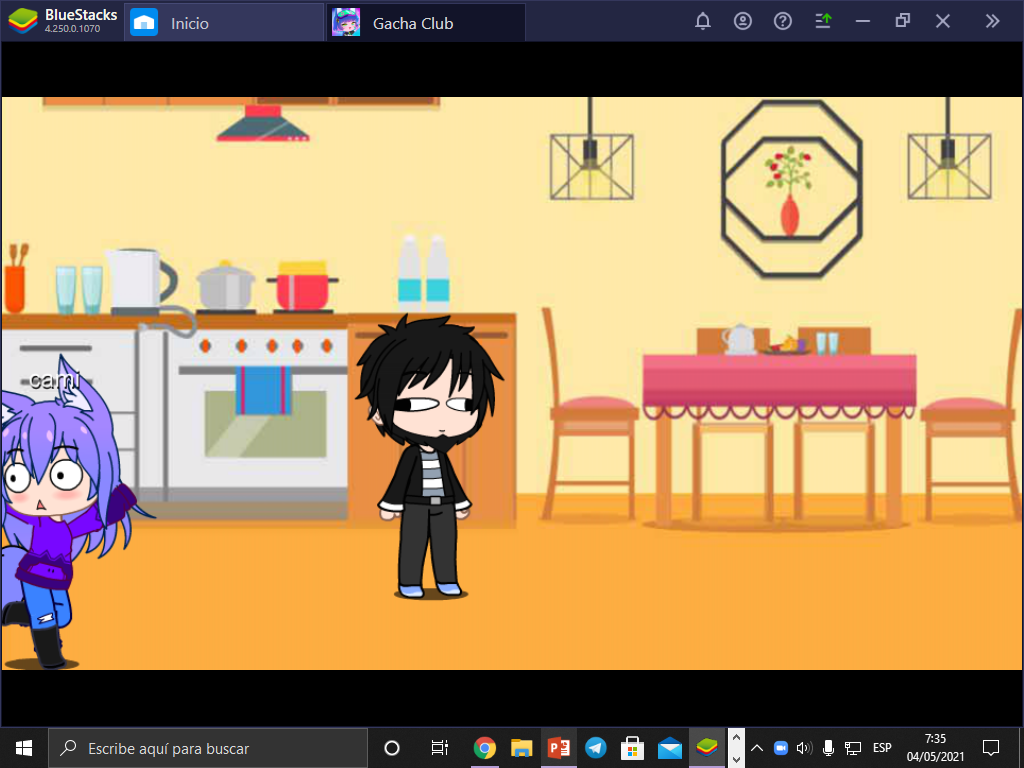 BlueStacks
4.250.0.1070
Inicio
Gacha Club
cami
Escribe aquí para buscar
ESP
7:35
04/05/2021